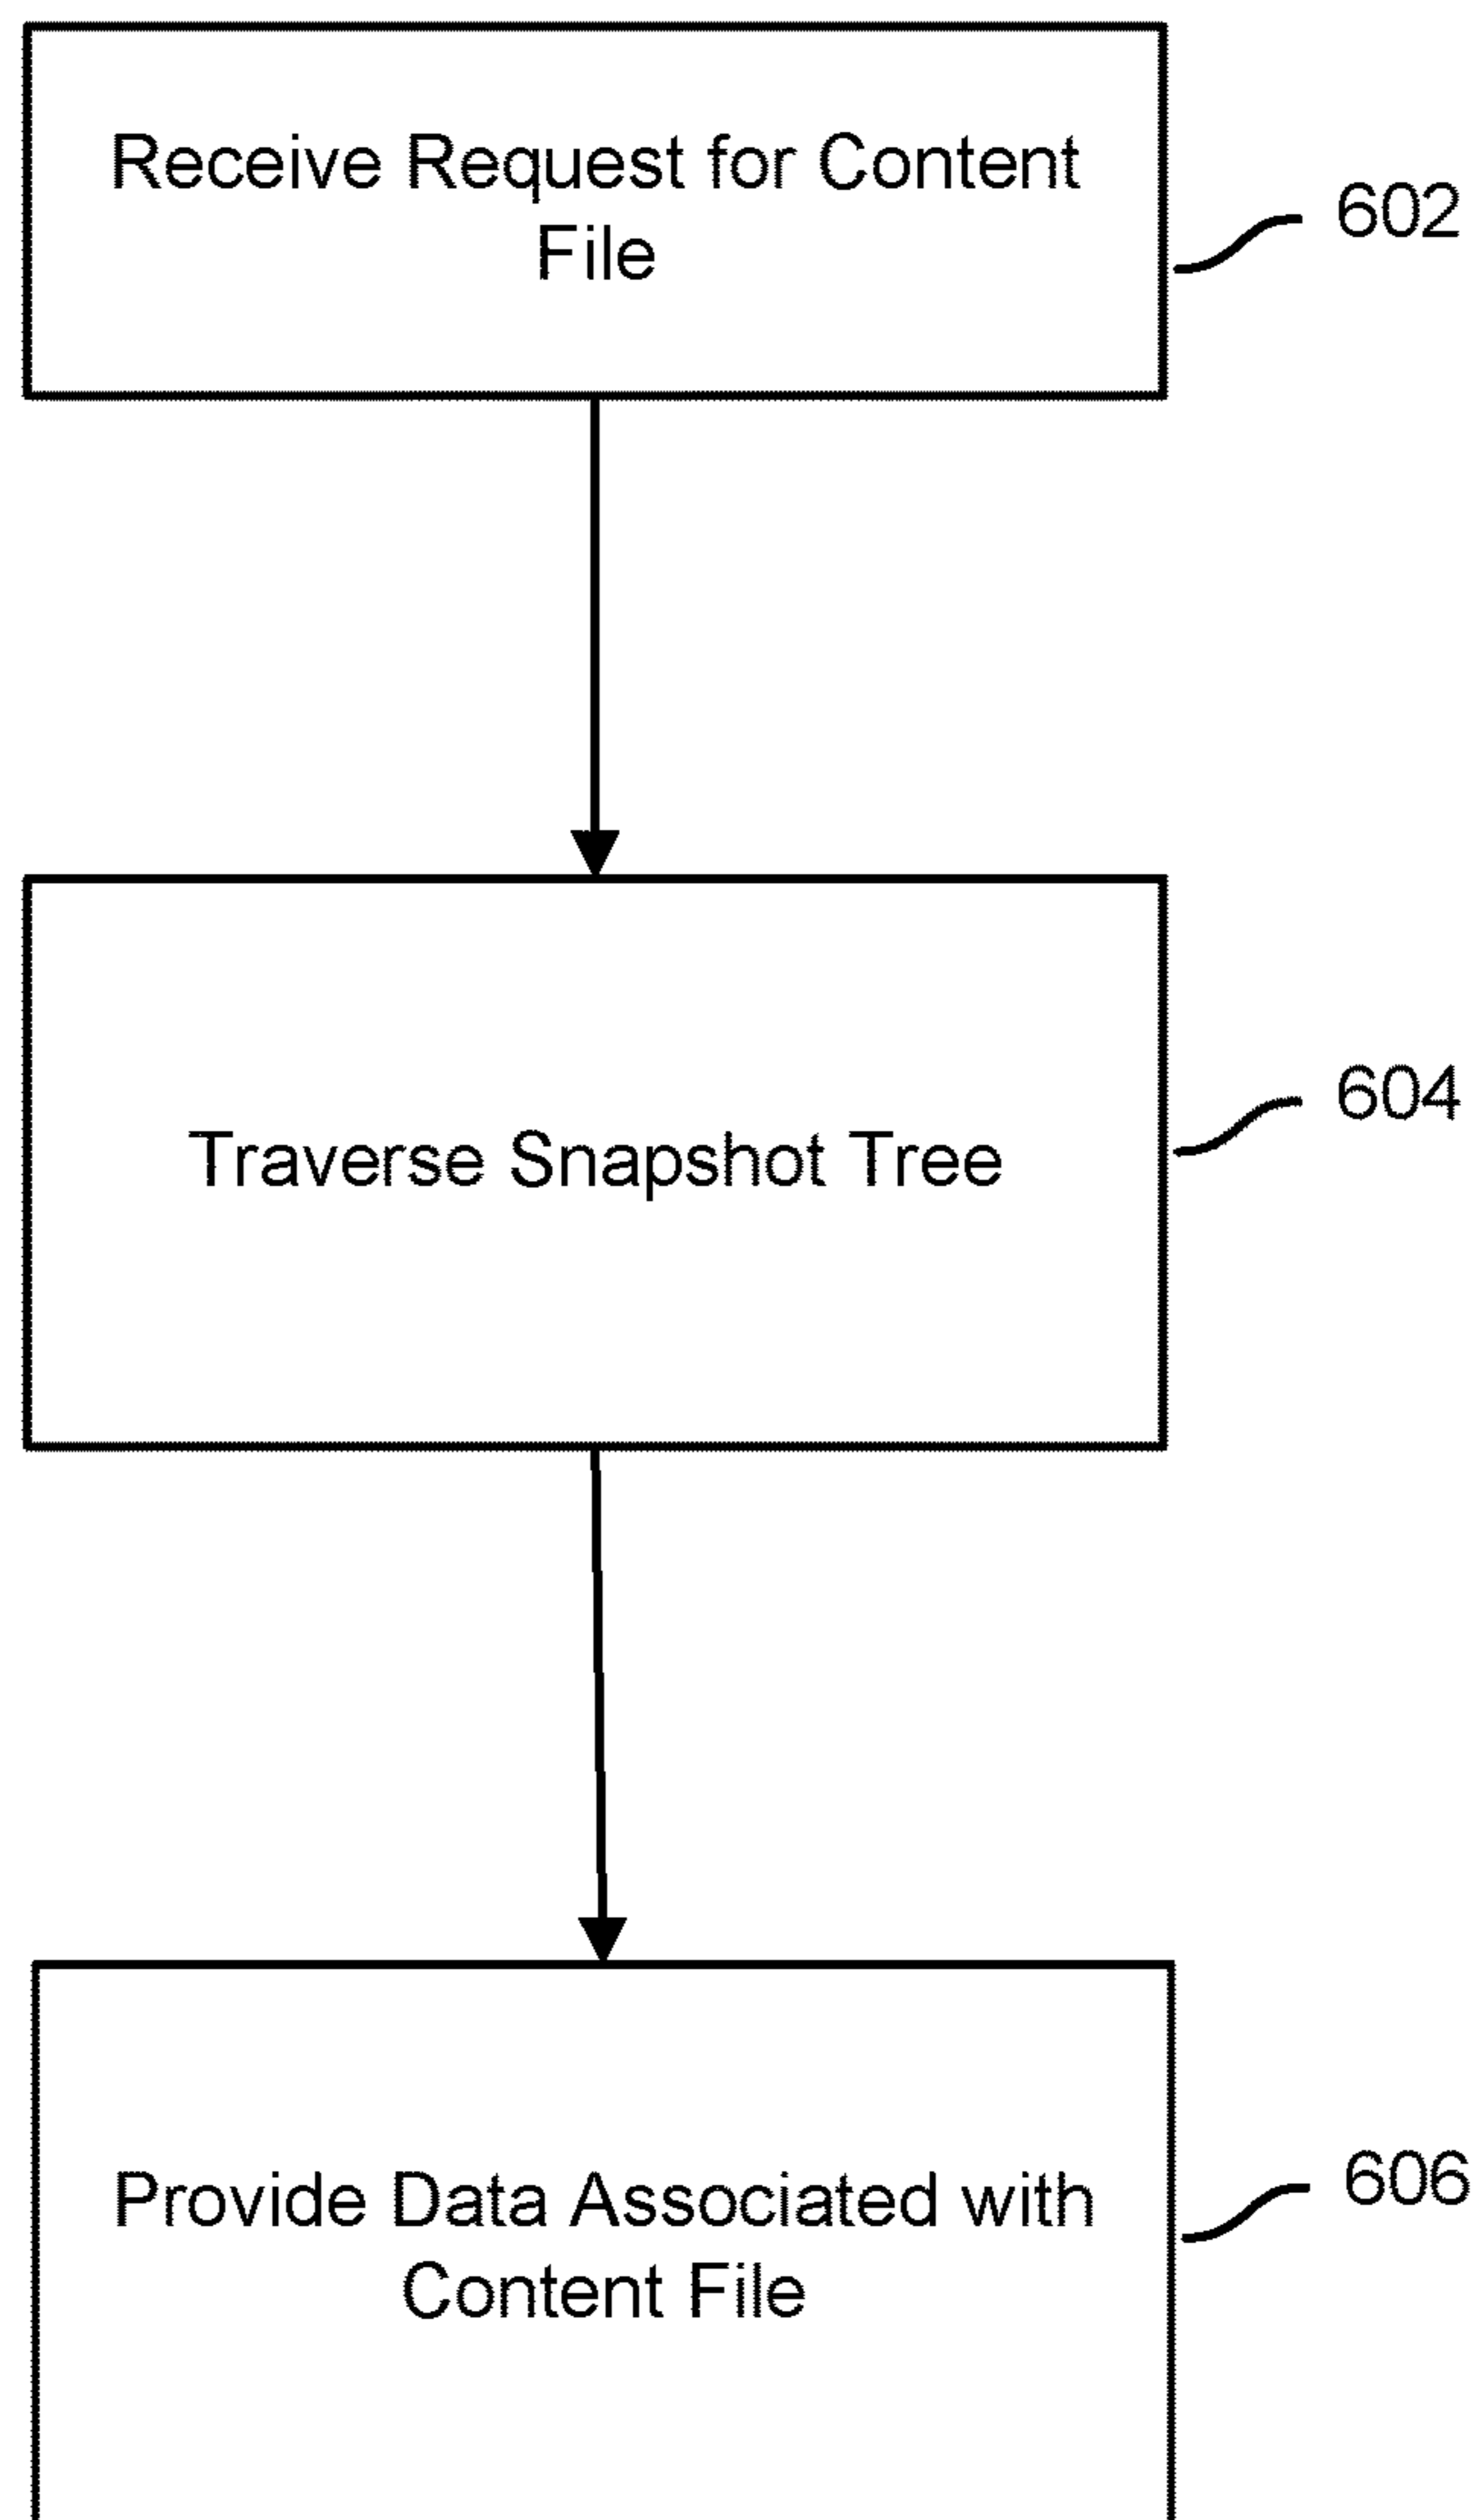 Receive Request for Content
File
602
Traverse Snapshot Tree
604
Provide Data Associated with
Content File
606